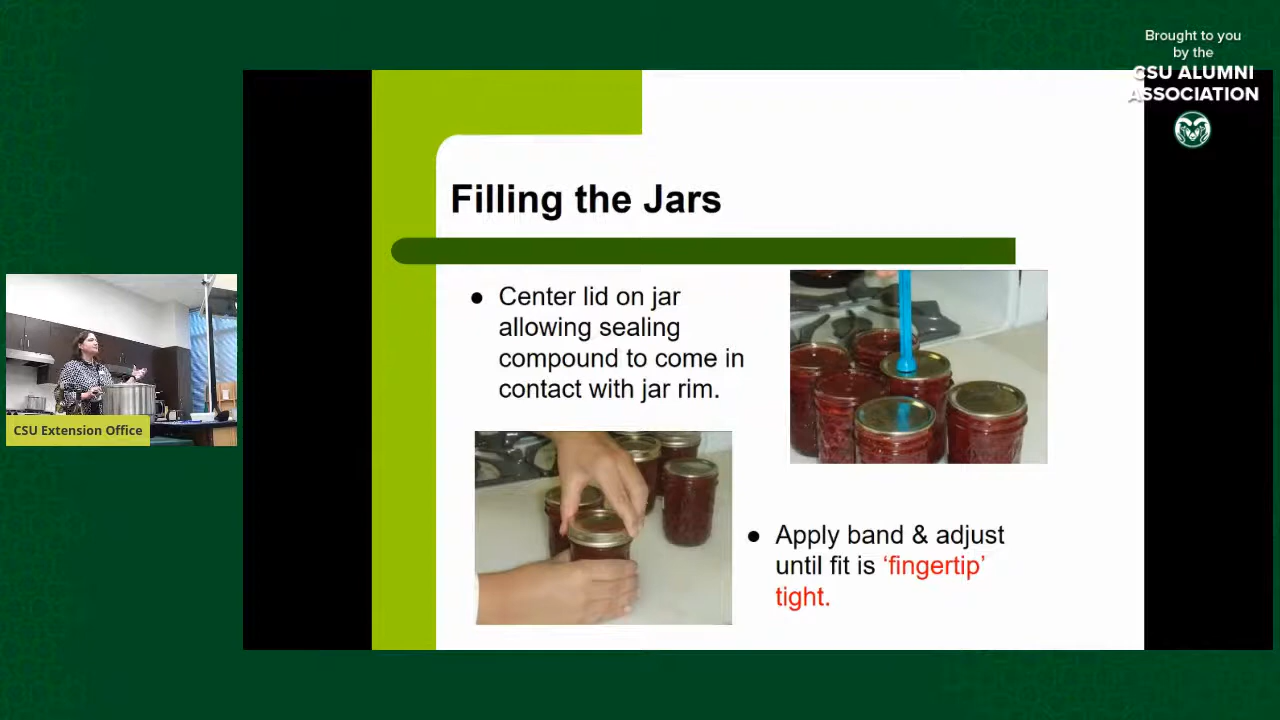 Brought to you
by the
CSU ALUMNI
ASSOCIATION
Filling the Jars
● Center lid on jar
allowing sealing
compound to come in
contact with jar rim.
CSU Extension Office
● Apply band & adjust
until fit is ‘fingertip’
tight.